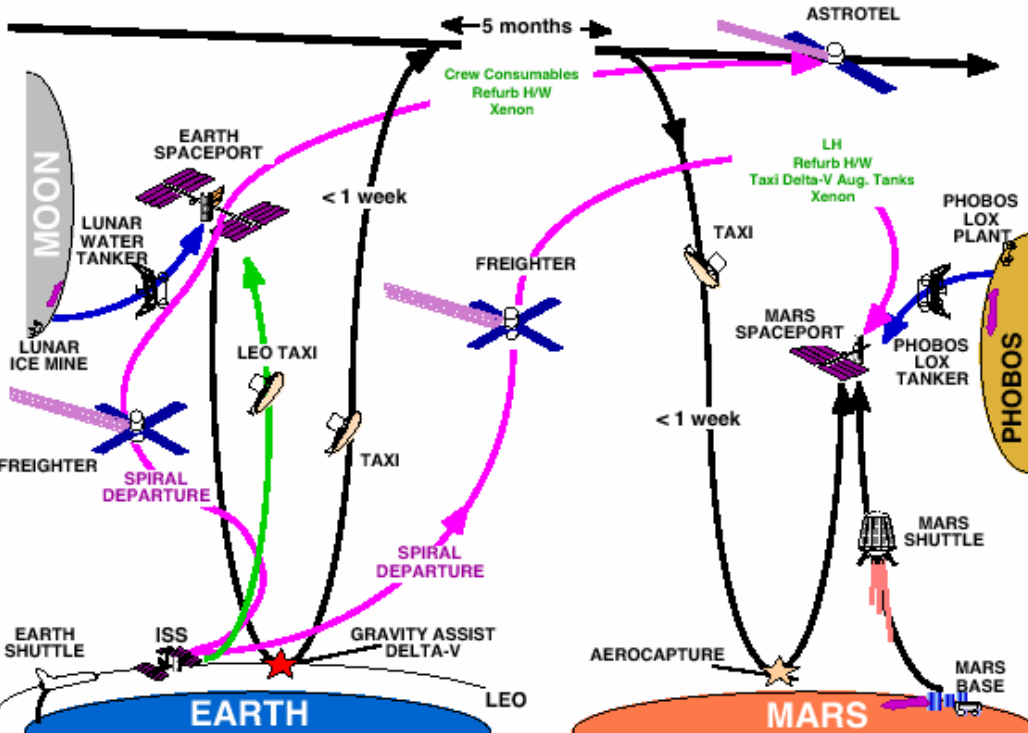 5 months
ASTROTEL
Crew Consumables
Refurb H/W
Xenon
EARTH
SPACEPORT
MOON
< 1 week
LH
Refurb H/W
Taxi Delta-V Aug. Tanks
Xenon
PHOBOS
LOX
PLANT
LUNAR
WATER
TANKER
TAXI
FREIGHTER
MARS
SPACEPORT
LUNAR
ICE MINE
LEO TAXI
PHOBOS
LOX
TANKER
PHOBOS
< 1 week
FREIGHTER
TAXI
SPIRAL
DEPARTURE
MARS
SHUTTLE
SPIRAL
DEPARTURE
EARTH
SHUTTLE
ISS
GRAVITY ASSIST
DELTA-V
AEROCAPTURE
MARS
BASE
LEO
EARTH
MARS